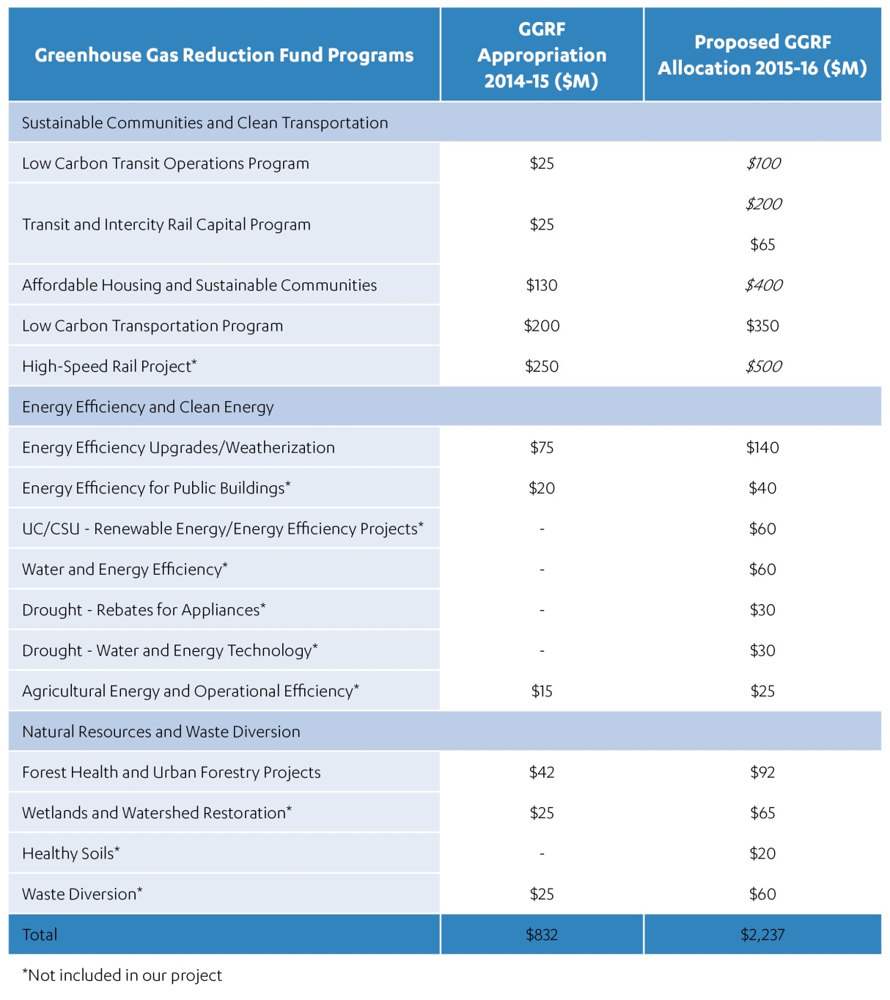 Greenhouse Gas Reduction Fund Programs
GGRF
Appropriation
2014-15 ($M)
Proposed GGRF
Allocation 2015-16 ($M)
Sustainable Communities and Clean Transportation
Low Carbon Transit Operations Program $25 $100
Transit and Intercity Rail Capital Program $25 $200
$65
Affordable Housing and Sustainable Communities $130 $400
Low Carbon Transportation Program $200 $350
High-Speed Rail Project* $250 $500
Energy Efficiency and Clean Energy
Energy Efficiency Upgrades/Weatherization $75 $140
Energy Efficiency for Public Buildings* $20 $40
UC/CSU - Renewable Energy/Energy Efficiency Projects* - $60
Water and Energy Efficiency* - $60
Drought - Rebates for Appliances* - $30
Drought - Water and Energy Technology* - $30
Agricultural Energy and Operational Efficiency* $15 $25
Natural Resources and Waste Diversion
Forest Health and Urban Forestry Projects $42 $92
Wetlands and Watershed Restoration* $25 $65
Healthy Soils* - $20
Waste Diversion* $25 $60
Total $832 $2,237
*Not included in our project